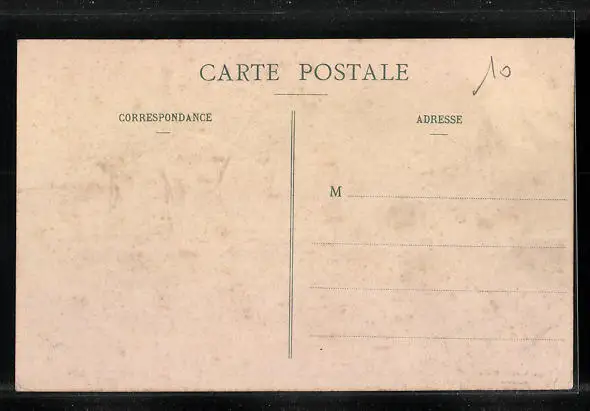 CARTE POSTALE
10
CORRESPONDANCE
ADRESSE
M